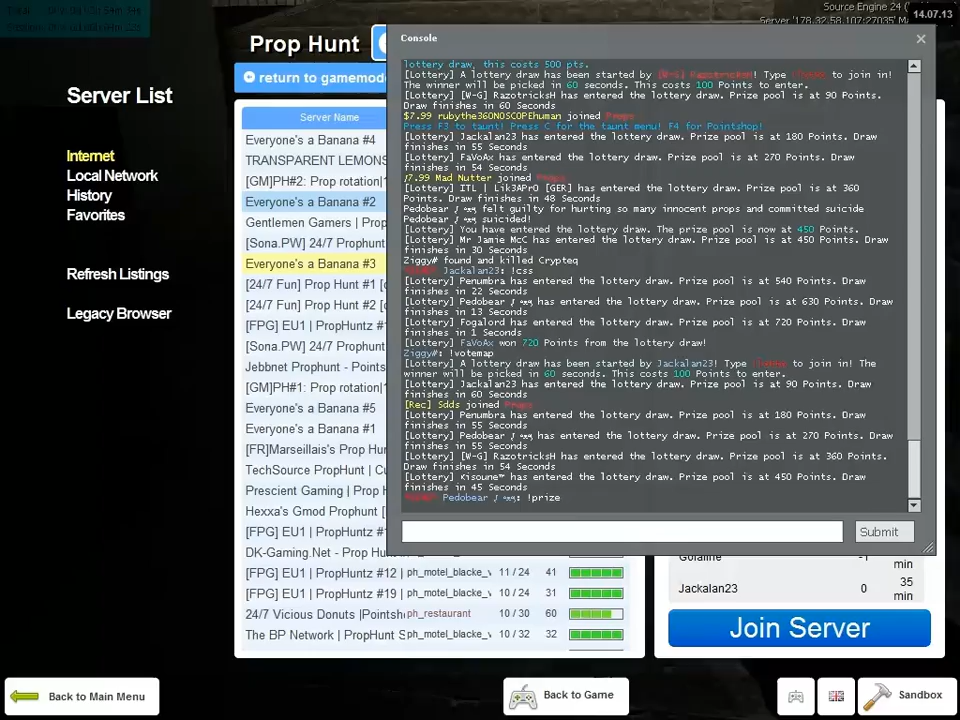 Source Engine 24 (
14.07.13
Server '178.32.58.107:27035'
Prop Hunt
return to gamemod
Server List
Internet
Local Network
History
Favorites
Refresh Listings
Legacy Browser
Server Name
Everyone's a Banana #4
TRANSPARENT LEMONS
[GM]PH#2: Prop rotation|1
Everyone's a Banana #2
Gentlemen Gamers | Prop
[Sona.PW] 24/7 Prophunt
Everyone's a Banana #3
[24/7 Fun] Prop Hunt #1 [
[24/7 Fun] Prop Hunt #2 [
[FPG] EU1 | PropHuntz #
[Sona.PW] 24/7 Prophunt
Jebbnet Prophunt - Points
[GM]PH#1: Prop rotation|1
Everyone's a Banana #5
Everyone's a Banana #1
[FR]Marseillais's Prop Hun
TechSource PropHunt | Cu
Prescient Gaming | Prop H
Hexxa's Gmod Prophunt [
[FPG] EU1 | PropHuntz #1
DK-Gaming.Net - Prop Hun
[FPG] EU1 | PropHuntz #12 | ph_motel_blacke_v 11 / 24 41
[FPG] EU1 | PropHuntz #19 | ph_motel_blacke_v 10 / 24 31
24/7 Vicious Donuts |Pointsh ph_restaurant 10 / 30 60
The BP Network | PropHunt S ph_motel_blacke_v 10 / 32 32
Console
lottery draw, this costs 500 pts.
[Lottery] A lottery draw has been started by [W-G] RazotricksH! Type to join in!
The winner will be picked in 60 seconds. This costs 100 Points to enter.
[Lottery] [W-G] RazotricksH has entered the lottery draw. Prize pool is at 90 Points.
Draw finishes in 60 Seconds
$7.99 rubythe360NOSCOPEhuman joined Props
Press F3 to taunt! Press C for the taunt menu! F4 for Pointshop!
[Lottery] Jackalan23 has entered the lottery draw. Prize pool is at 180 Points. Draw
finishes in 55 Seconds
[Lottery] FaVoAx has entered the lottery draw. Prize pool is at 270 Points. Draw
finishes in 54 Seconds
7.99 Mad Nutter joined Props
[Lottery] ITL | Lik3APrO [GER] has entered the lottery draw. Prize pool is at 360
Points. Draw finishes in 48 Seconds
Pedobear felt guilty for hurting so many innocent props and committed suicide
Pedobear suicided!
[Lottery] You have entered the lottery draw. The prize pool is now at 450 Points.
[Lottery] Mr Jamie McC has entered the lottery draw. Prize pool is at 450 Points. Draw
finishes in 30 Seconds
Ziggy# found and killed Crypteq
Jackalan23: !css
[Lottery] Penumbra has entered the lottery draw. Prize pool is at 540 Points. Draw
finishes in 22 Seconds
[Lottery] Pedobear has entered the lottery draw. Prize pool is at 630 Points. Draw
finishes in 13 Seconds
[Lottery] Fogalord has entered the lottery draw. Prize pool is at 720 Points. Draw
finishes in 1 Seconds
[Lottery] FaVoAx won 720 Points from the lottery draw!
Ziggy#: !votemap
[Lottery] A lottery draw has been started by Jackalan23! Type to join in! The
winner will be picked in 60 seconds. This costs 100 Points to enter.
[Lottery] Jackalan23 has entered the lottery draw. Prize pool is at 90 Points. Draw
finishes in 60 Seconds
[Rec] Sdds joined Props
[Lottery] Penumbra has entered the lottery draw. Prize pool is at 180 Points. Draw
finishes in 55 Seconds
[Lottery] Pedobear has entered the lottery draw. Prize pool is at 270 Points. Draw
finishes in 55 Seconds
[Lottery] [W-G] RazotricksH has entered the lottery draw. Prize pool is at 360 Points.
Draw finishes in 54 Seconds
[Lottery] Kisoune™ has entered the lottery draw. Prize pool is at 450 Points. Draw
finishes in 45 Seconds
Pedobear : !prize
Submit
Goraline -1 min
Jackalan23 0 35 min
Join Server
Back to Main Menu
Back to Game
Sandbox